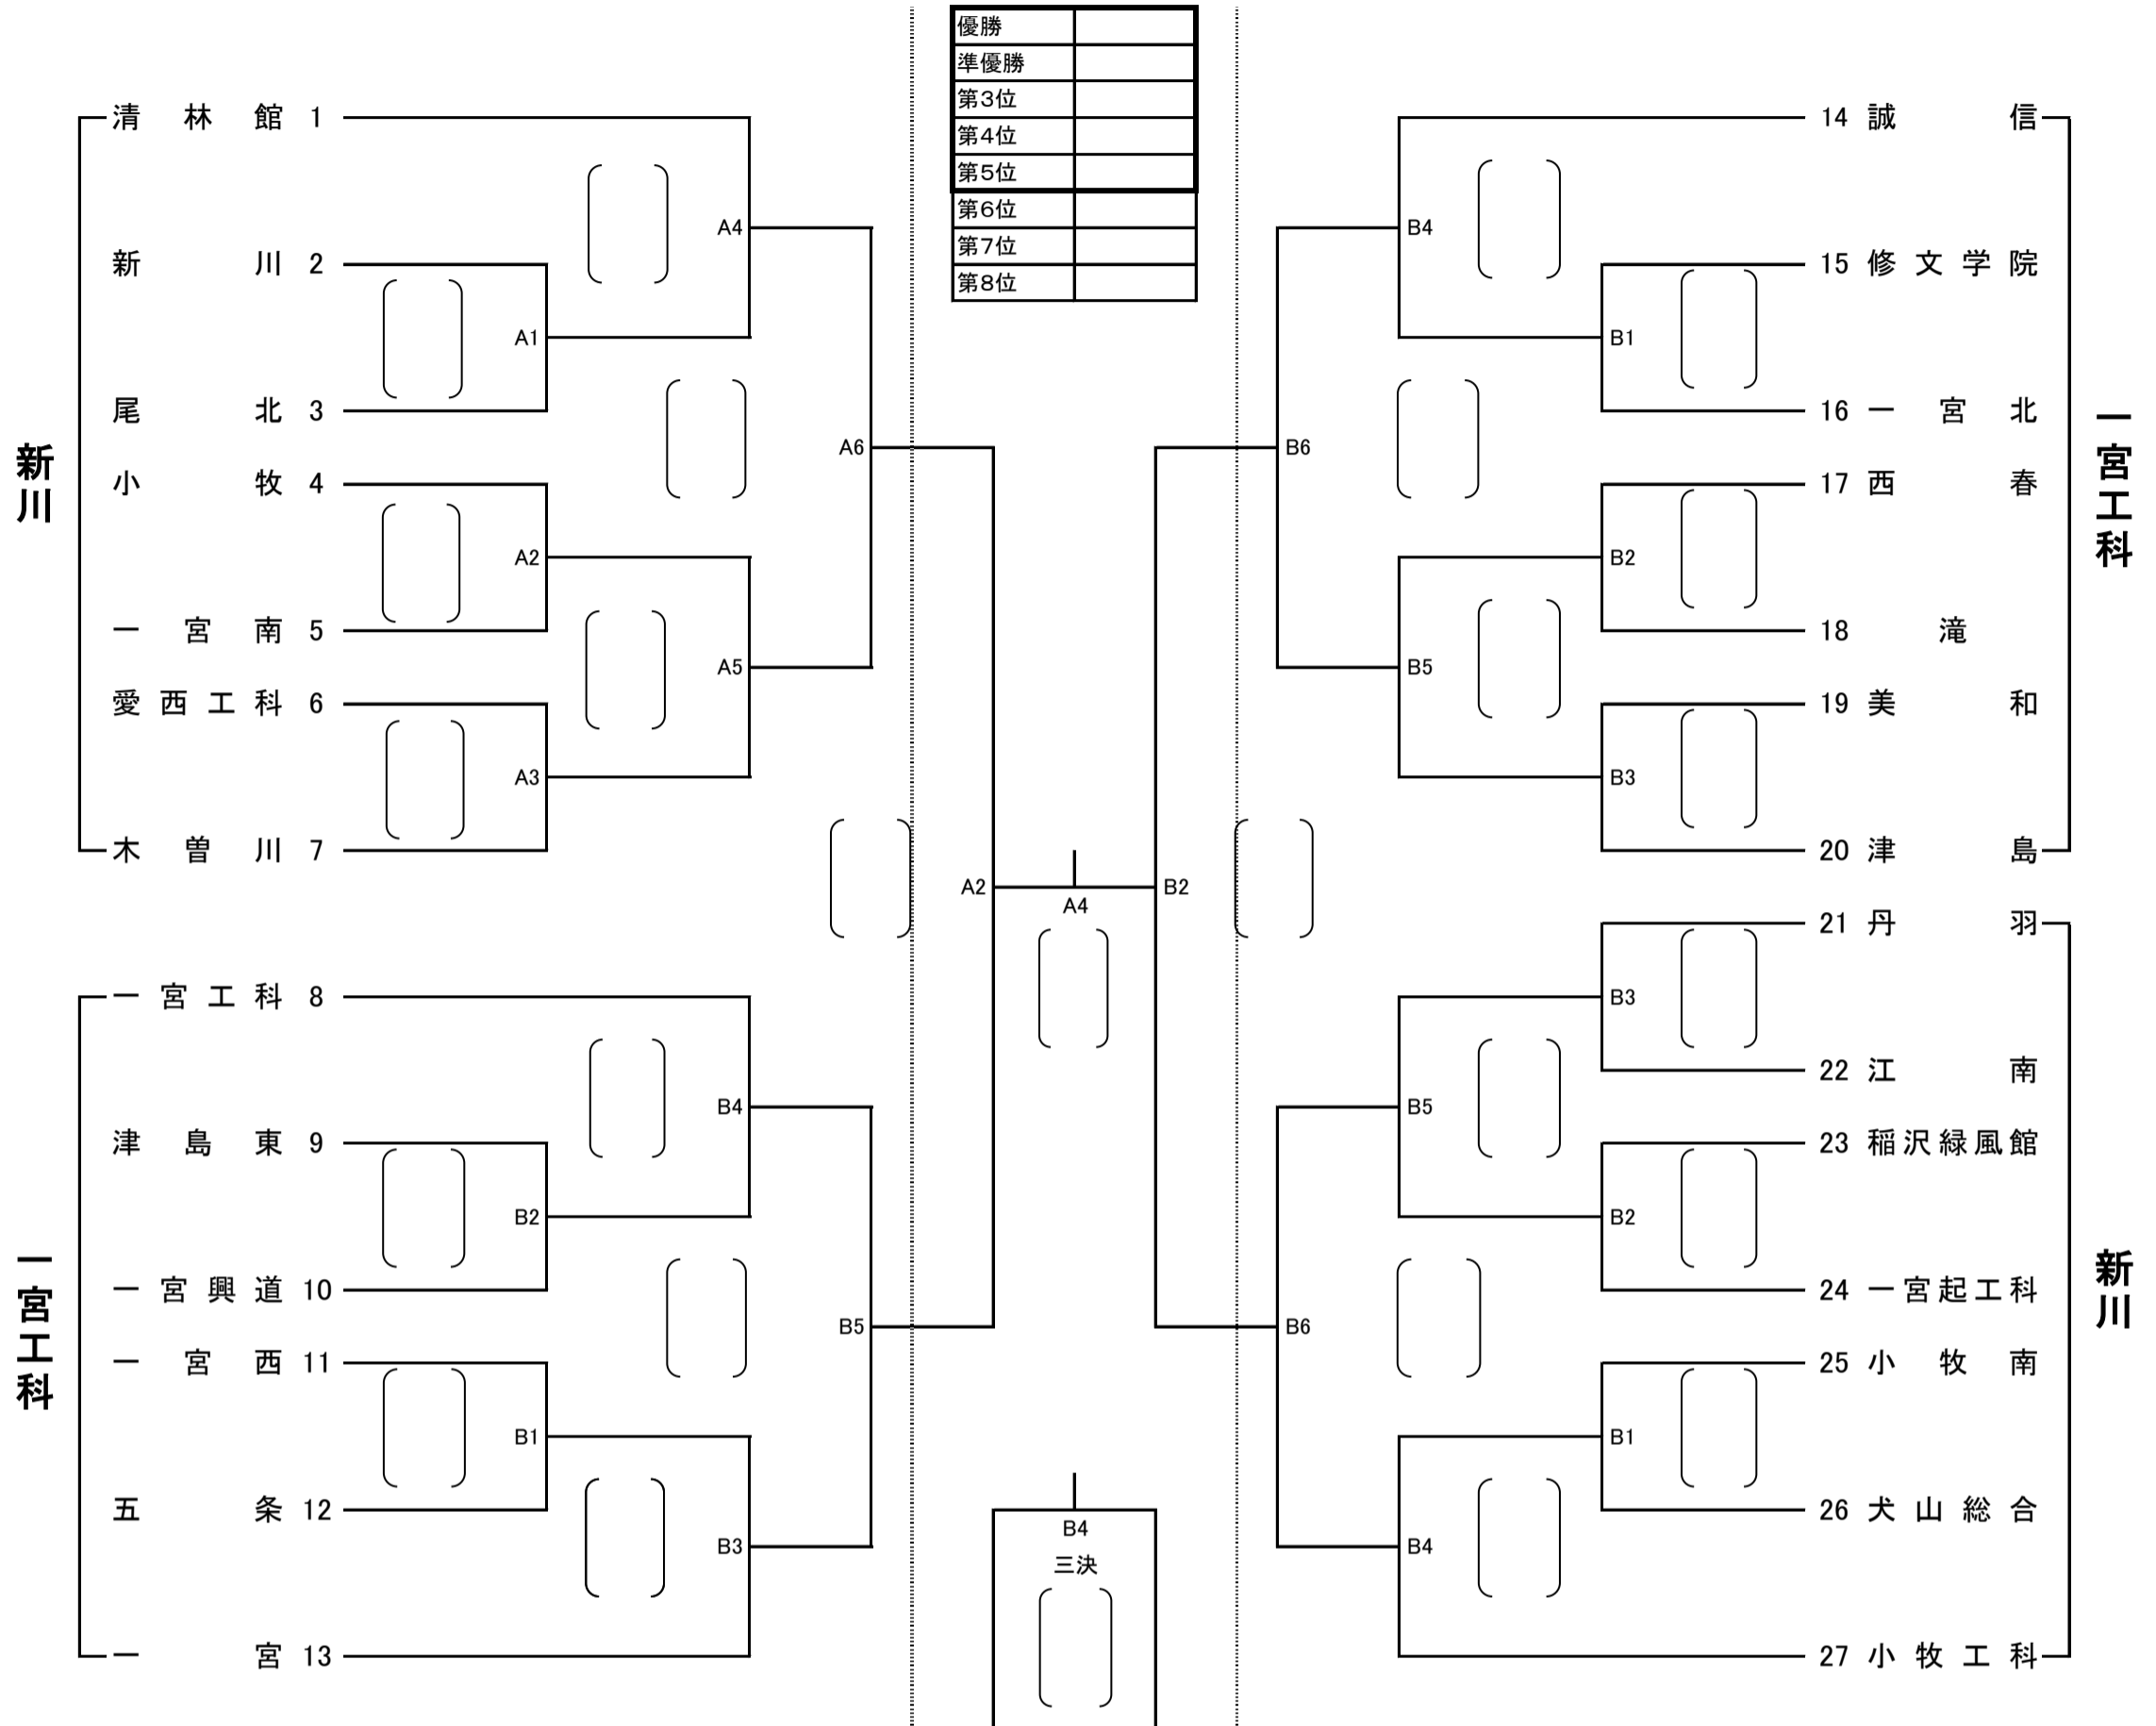 優勝
準優勝
第3位
第4位
第5位
第6位
第7位
第8位
新川
清林館 1
新川 2
尾北 3
小牧 4
一宮南 5
愛西工科 6
木曽川 7
A1
A2
A3
A4
A5
A6
一宮工科
一宮工科 8
津島東 9
一宮興道 10
一宮西 11
五条 12
一宮 13
B2
B1
B4
B3
B5
A2
A4
B2
B4
三決
14 誠信
15 修文学院
16 一宮北
17 西春
18 滝
19 美和
20 津島
一宮工科
B4
B1
B6
B2
B5
B3
21 丹羽
22 江南
23 稲沢緑風館
24 一宮起工科
25 小牧南
26 犬山総合
27 小牧工科
新川
B3
B5
B2
B6
B1
B4